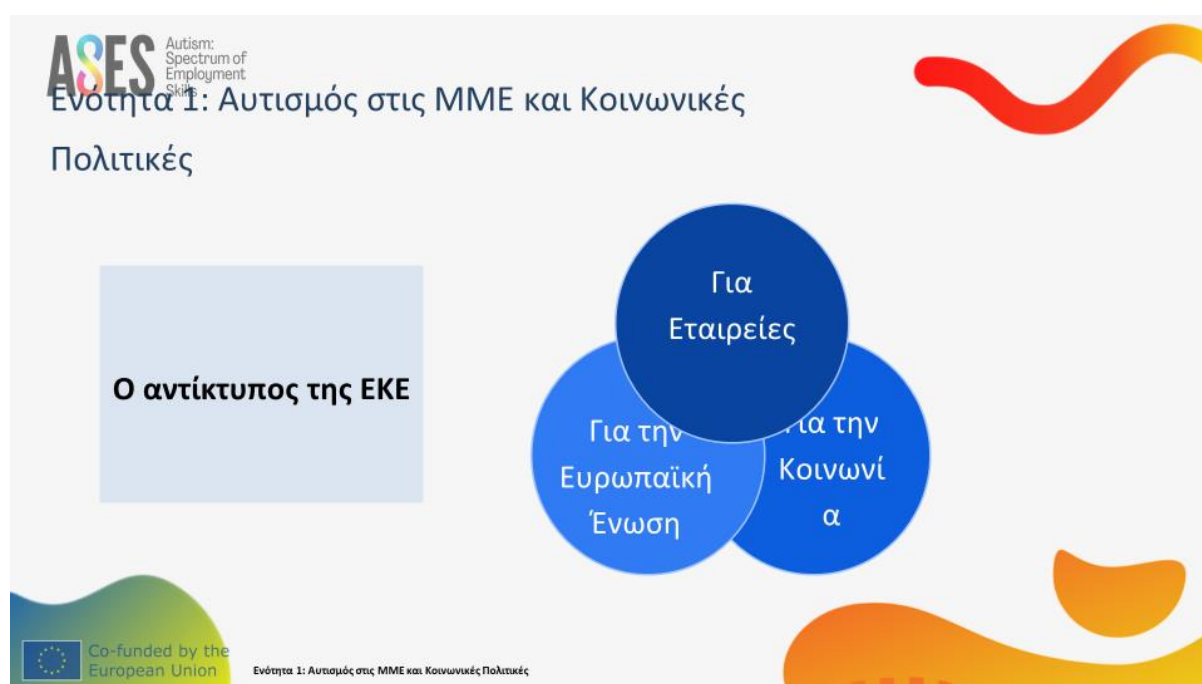 ASES
Autism:
Spectrum of
Employment
Skills
Ενότητα 1: Αυτισμός στις ΜΜΕ και Κοινωνικές
Πολιτικές
Ο αντίκτυπος της ΕΚΕ
Για
Εταιρείες
Για την
Ευρωπαϊκή
Ένωση
Για την
Κοινωνί
α
Co-funded by the
European Union
Ενότητα 1: Αυτισμός στις ΜΜΕ και Κοινωνικές Πολιτικές